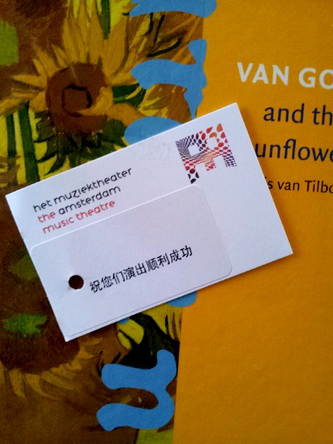 VAN GO
and th
unflowe
is van Tilbo
het muziektheater
the amsterdam
music theatre
祝您们演出顺利成功